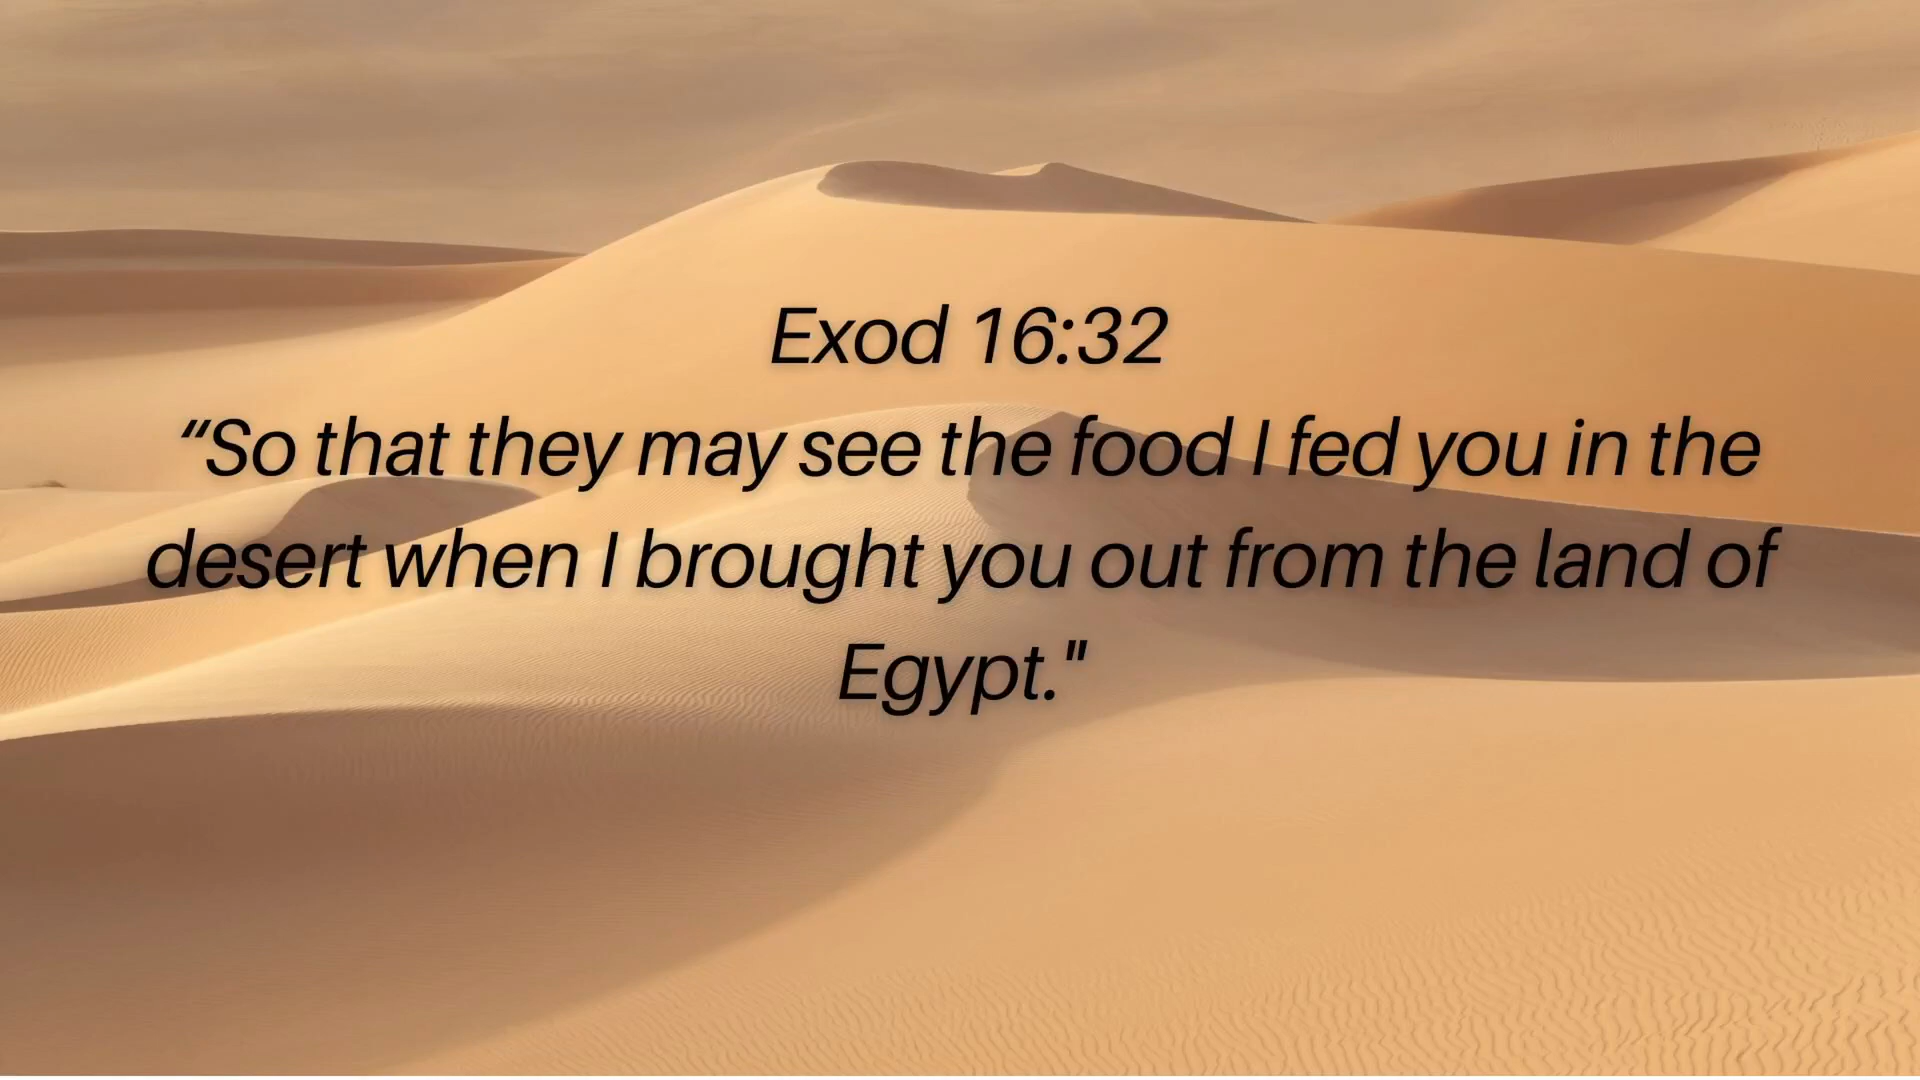 Exod 16:32
“So that they may see the food I fed you in the
desert when I brought you out from the land of
Egypt."